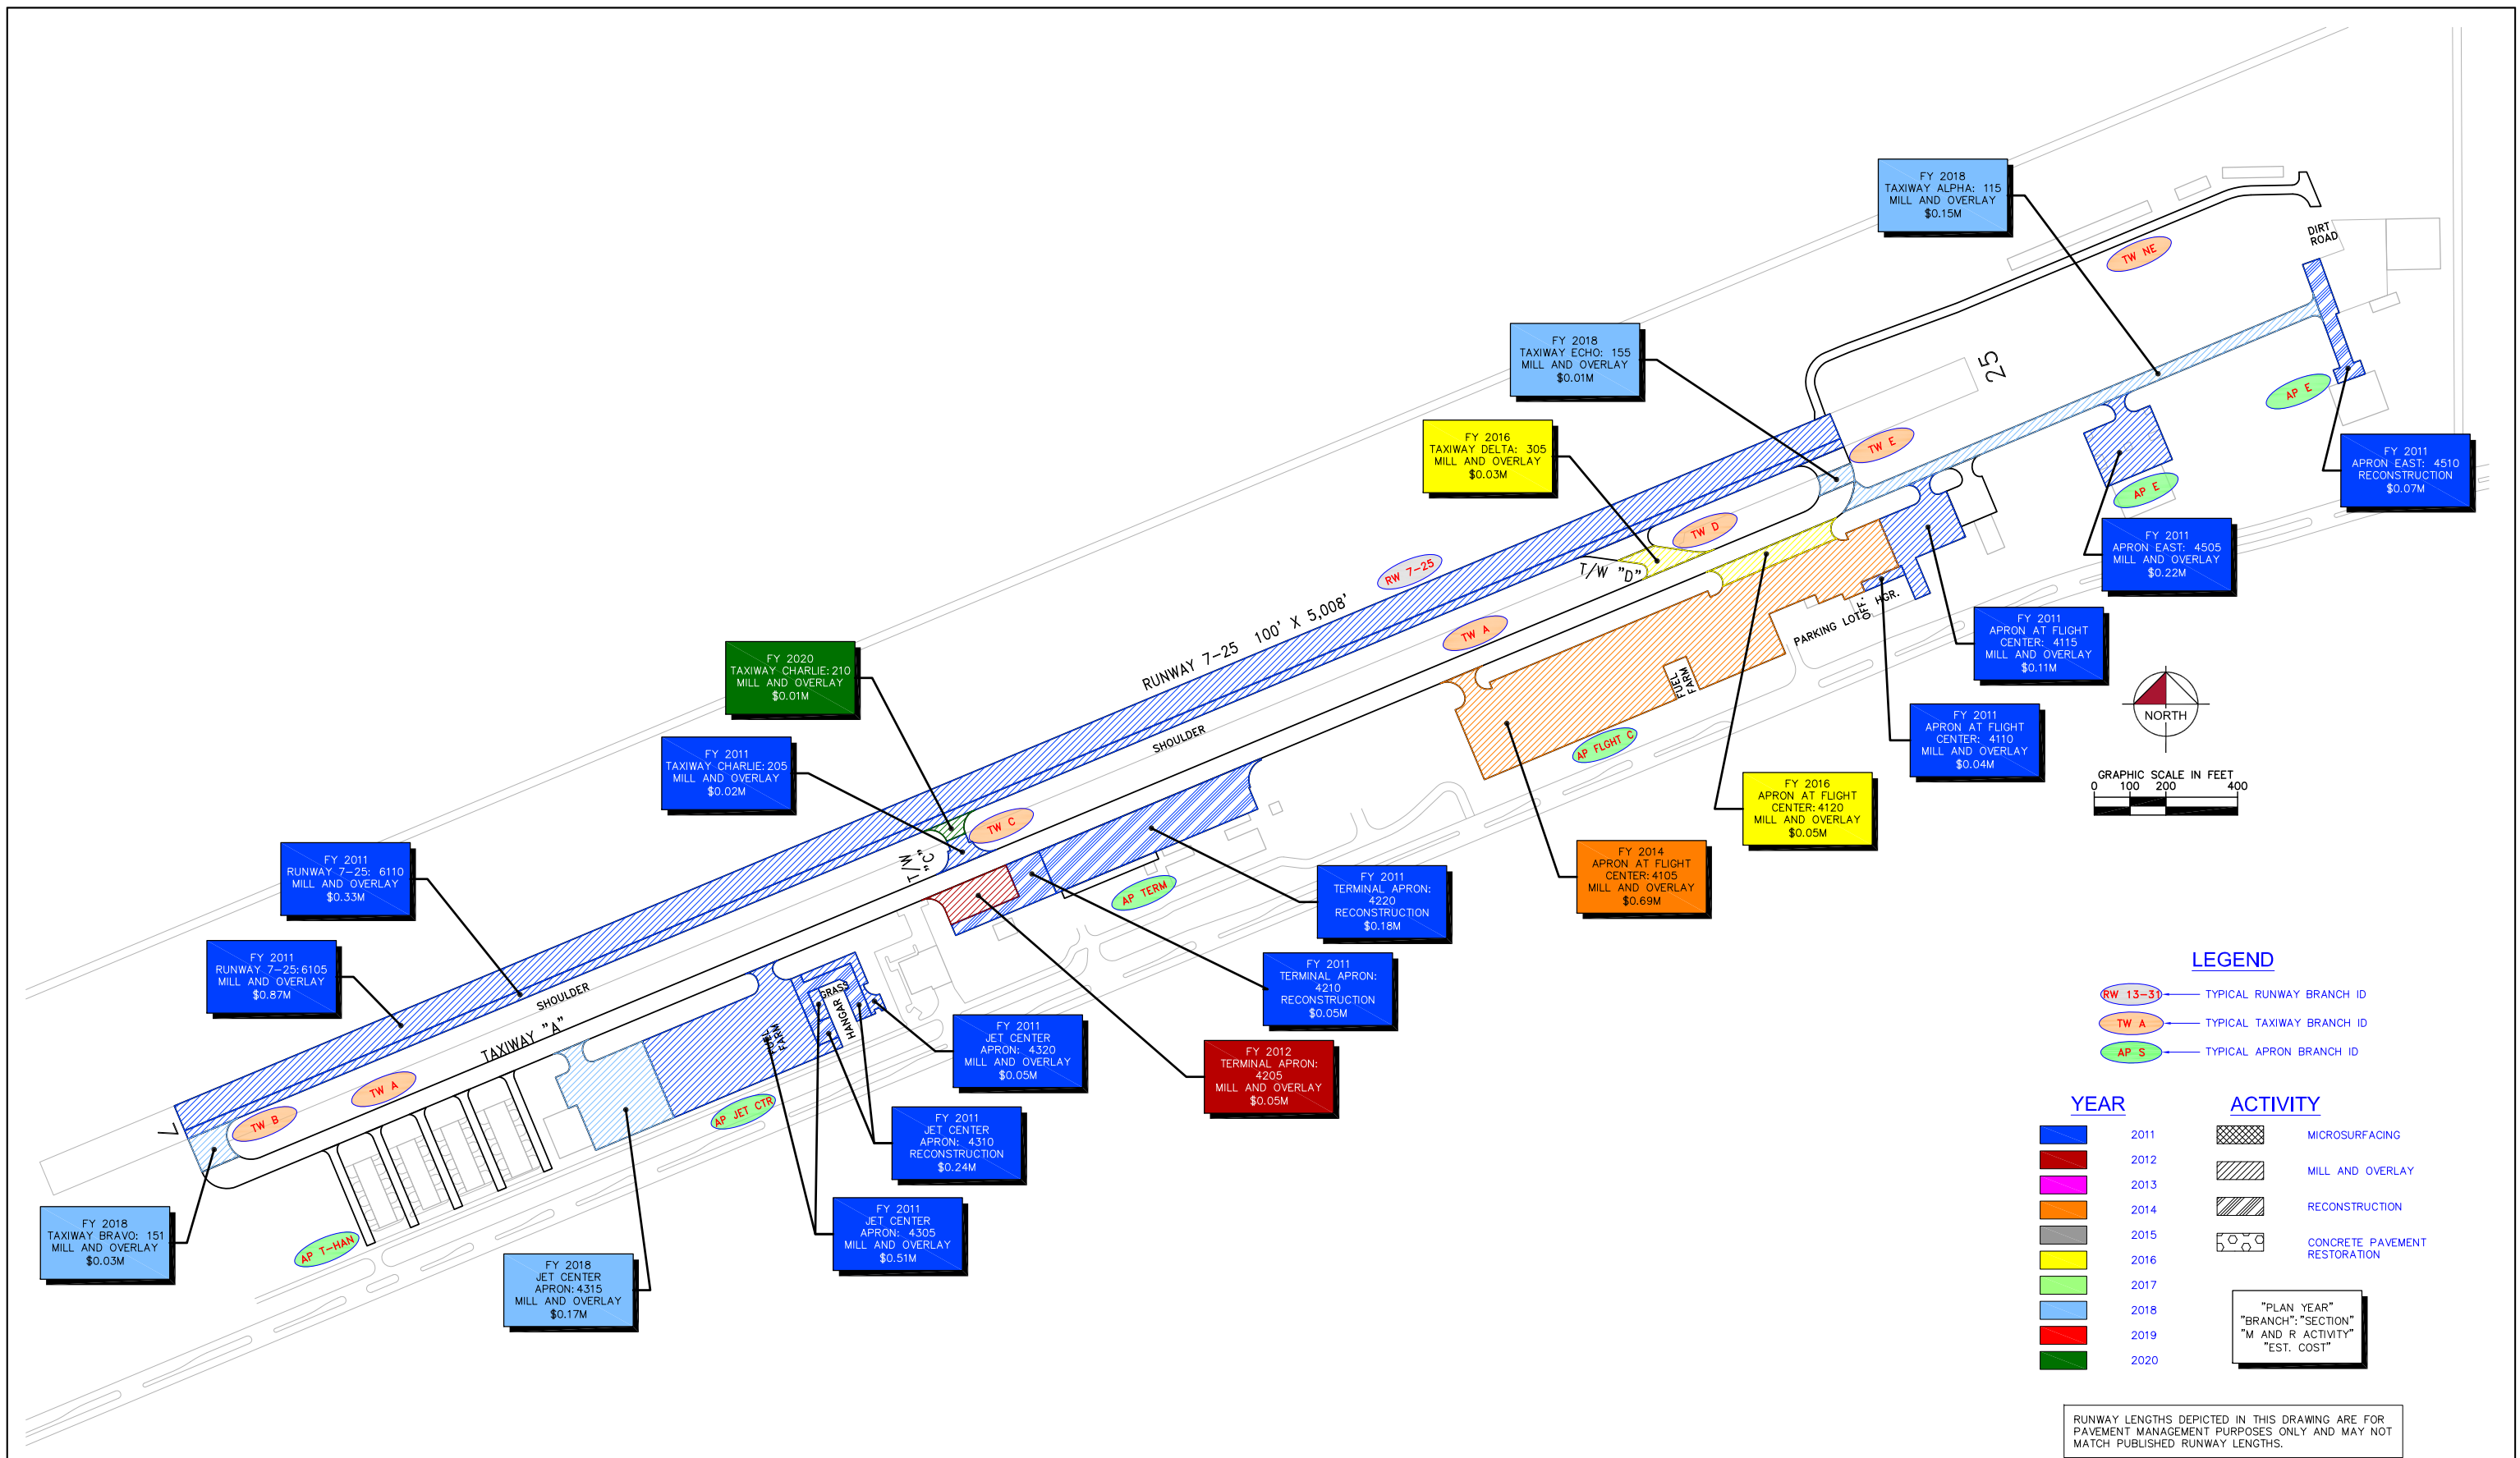 FY 2018
TAXIWAY ALPHA: 115
MILL AND OVERLAY
$0.15M
TW NE
DIRT
ROAD
FY 2018
TAXIWAY ECHO: 155
MILL AND OVERLAY
$0.01M
25
AP E
FY 2016
TAXIWAY DELTA: 305
MILL AND OVERLAY
$0.03M
TW E
FY 2011
APRON EAST: 4510
RECONSTRUCTION
$0.07M
AP E
TW D
FY 2011
APRON EAST: 4505
MILL AND OVERLAY
$0.22M
RW 7-25
T/W "D"
RUNWAY 7-25 100' X 5,008'
TW A
OFF.
HGR.
PARKING LOT
FY 2011
APRON AT FLIGHT
CENTER: 4115
MILL AND OVERLAY
$0.11M
FY 2020
TAXIWAY CHARLIE: 210
MILL AND OVERLAY
$0.01M
FUEL
FARM
NORTH
FY 2011
APRON AT FLIGHT
CENTER: 4110
MILL AND OVERLAY
$0.04M
SHOULDER
AP FLGHT C
FY 2011
TAXIWAY CHARLIE: 205
MILL AND OVERLAY
$0.02M
GRAPHIC SCALE IN FEET
0 100 200 400
FY 2016
APRON AT FLIGHT
CENTER: 4120
MILL AND OVERLAY
$0.05M
TW C
T/W
"C"
FY 2011
RUNWAY 7-25: 6110
MILL AND OVERLAY
$0.33M
FY 2014
APRON AT FLIGHT
CENTER: 4105
MILL AND OVERLAY
$0.69M
AP TERM
FY 2011
TERMINAL APRON:
4220
RECONSTRUCTION
$0.18M
FY 2011
RUNWAY 7-25: 6105
MILL AND OVERLAY
$0.87M
FY 2011
TERMINAL APRON:
4210
RECONSTRUCTION
$0.05M
SHOULDER
TAXIWAY "A"
GRASS
HANGAR
FUEL
FARM
FY 2011
JET CENTER
APRON: 4320
MILL AND OVERLAY
$0.05M
FY 2012
TERMINAL APRON:
4205
MILL AND OVERLAY
$0.05M
TW A
7
TW B
AP JET CTR
FY 2011
JET CENTER
APRON: 4310
RECONSTRUCTION
$0.24M
FY 2018
TAXIWAY BRAVO: 151
MILL AND OVERLAY
$0.03M
AP T-HAN
FY 2011
JET CENTER
APRON: 4305
MILL AND OVERLAY
$0.51M
FY 2018
JET CENTER
APRON: 4315
MILL AND OVERLAY
$0.17M
LEGEND
RW 13-31 TYPICAL RUNWAY BRANCH ID
TW A TYPICAL TAXIWAY BRANCH ID
AP S TYPICAL APRON BRANCH ID
YEAR
2011
2012
2013
2014
2015
2016
2017
2018
2019
2020
ACTIVITY
MICROSURFACING
MILL AND OVERLAY
RECONSTRUCTION
CONCRETE PAVEMENT
RESTORATION
"PLAN YEAR"
"BRANCH": "SECTION"
"M AND R ACTIVITY"
"EST. COST"
RUNWAY LENGTHS DEPICTED IN THIS DRAWING ARE FOR
PAVEMENT MANAGEMENT PURPOSES ONLY AND MAY NOT
MATCH PUBLISHED RUNWAY LENGTHS.